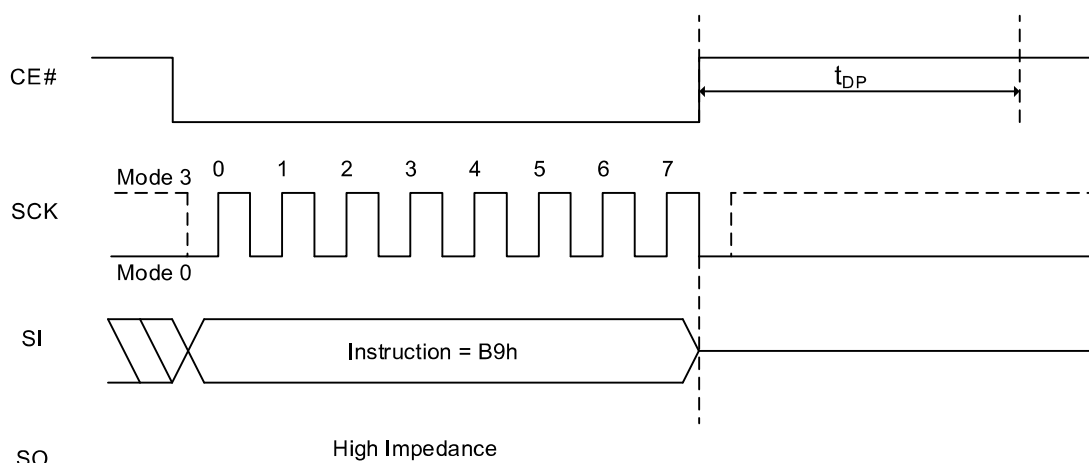 CE#
tDP
Mode 3
0 1 2 3 4 5 6 7
SCK
Mode 0
SI
Instruction = B9h
High Impedance
SO